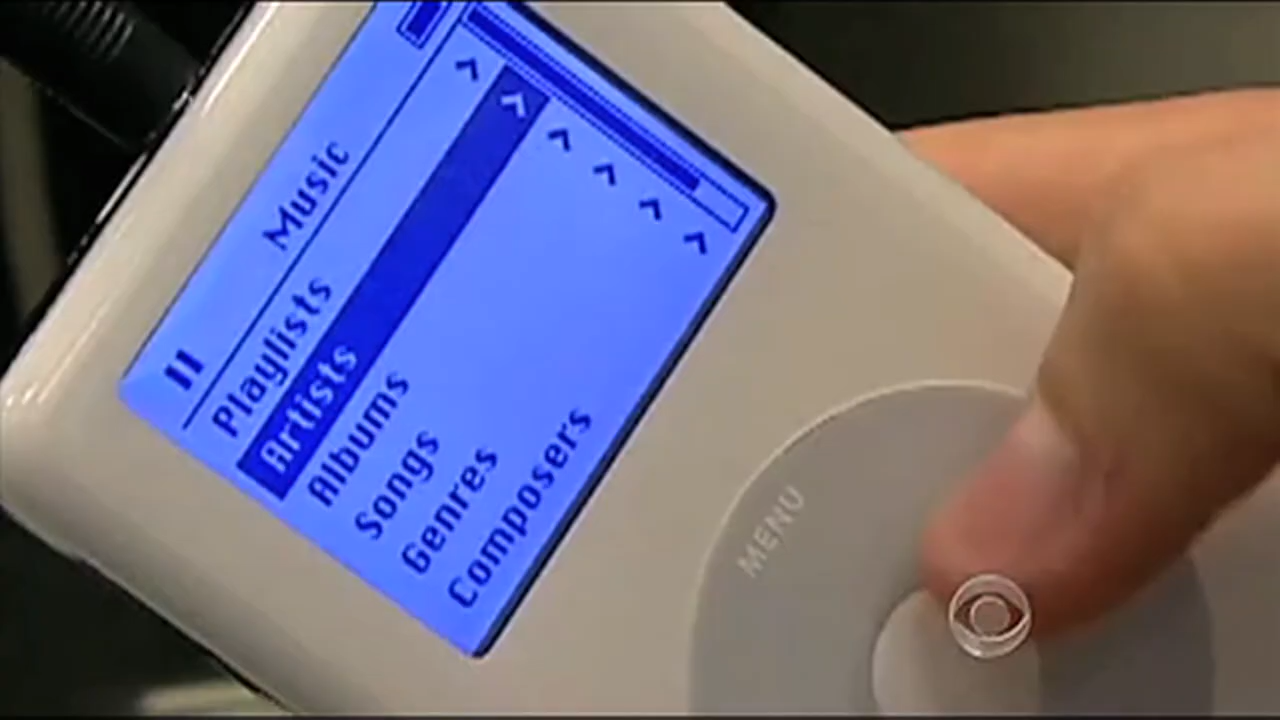 Music
Playlists
Artists
Albums
Songs
Genres
Composers
MENU